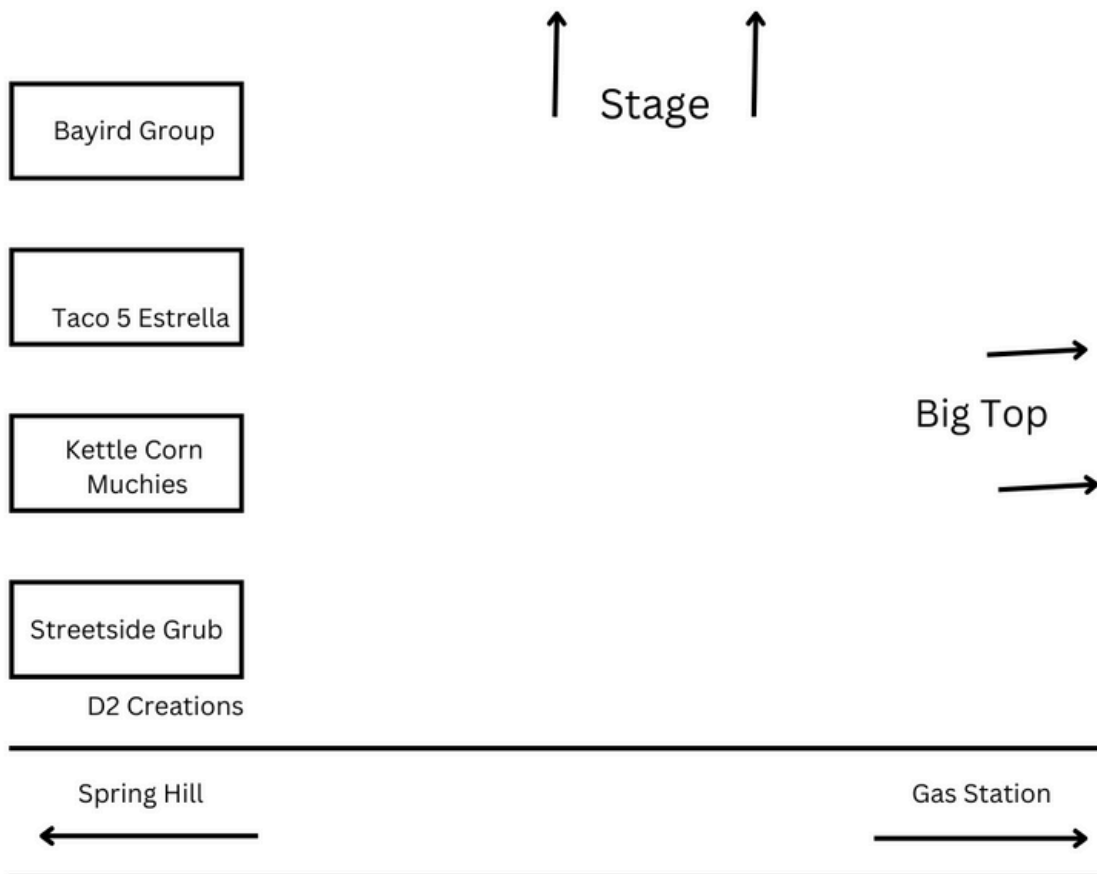 Stage
Bayird Group
Taco 5 Estrella
Big Top
Kettle Corn
Muchies
Streetside Grub
D2 Creations
Spring Hill
Gas Station